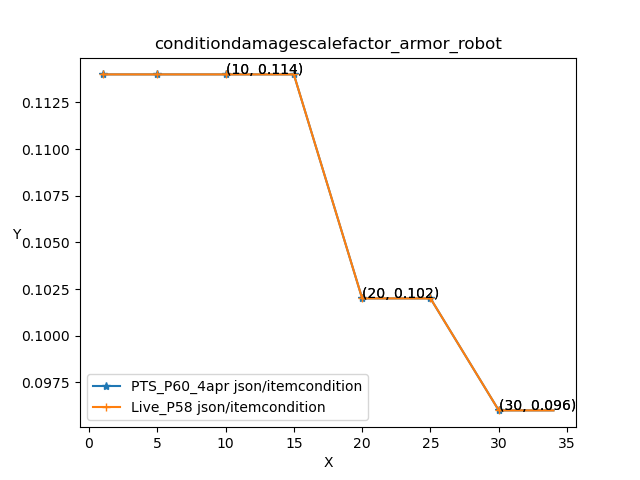 conditiondamagescalefactor_armor_robot
(10, 0.114)
0.1125
0.1100
0.1075
0.1050
Y
0.1025
(20, 0.102)
0.1000
0.0975
(30, 0.096)
PTS_P60_4apr json/itemcondition
Live_P58 json/itemcondition
0 5 10 15 20 25 30 35
X